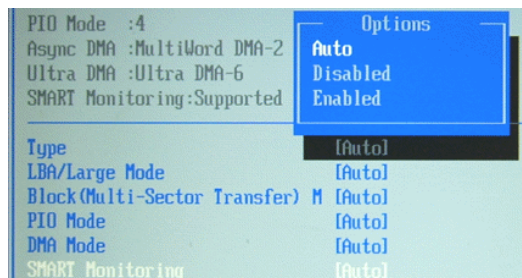 PIO Mode :4
Async DMA :MultiWord DMA-2
Ultra DMA :Ultra DMA-6
SMART Monitoring:Supported
Options
Auto
Disabled
Enabled
Type [Auto]
LBA/Large Mode [Auto]
Block(Multi-Sector Transfer) M [Auto]
PIO Mode [Auto]
DMA Mode [Auto]
SMART Monitoring [Auto]